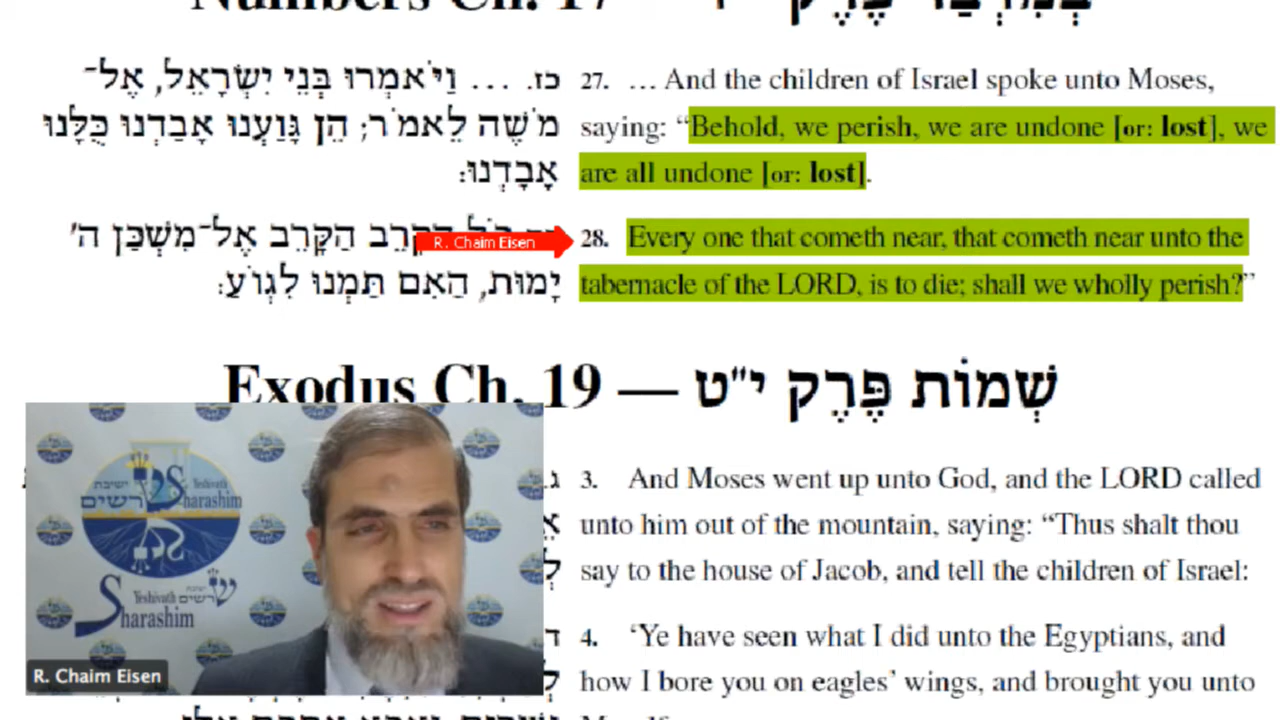 Numbers Ch. 17 — בְּמִדְבַּר פֶּרֶק י"ז
כז. ... וַיֹּאמְרוּ בְּנֵי יִשְׂרָאֵל, אֶל־
מֹשֶׁה לֵאמֹר; הֵן גָּוַעְנוּ אָבַדְנוּ כֻּלָּנוּ
אָבָדְנוּ:
27. ... And the children of Israel spoke unto Moses,
saying: “Behold, we perish, we are undone [or: lost], we
are all undone [or: lost].
הַקָּרֵב אֶל־מִשְׁכַּן ה'
יָמוּת, הַאִם תַּמְנוּ לִגְוֹעַ:
R. Chaim Eisen
28. Every one that cometh near, that cometh near unto the
tabernacle of the LORD, is to die; shall we wholly perish?”
Exodus Ch. 19 — שְׁמוֹת פֶּרֶק י"ט
3. And Moses went up unto God, and the LORD called
unto him out of the mountain, saying: “Thus shalt thou
say to the house of Jacob, and tell the children of Israel:
4. ‘Ye have seen what I did unto the Egyptians, and
how I bore you on eagles’ wings, and brought you unto
ישיבת
שרשים
Yeshivath
Sharashim
Yeshivath שרשים
Sharashim
R. Chaim Eisen